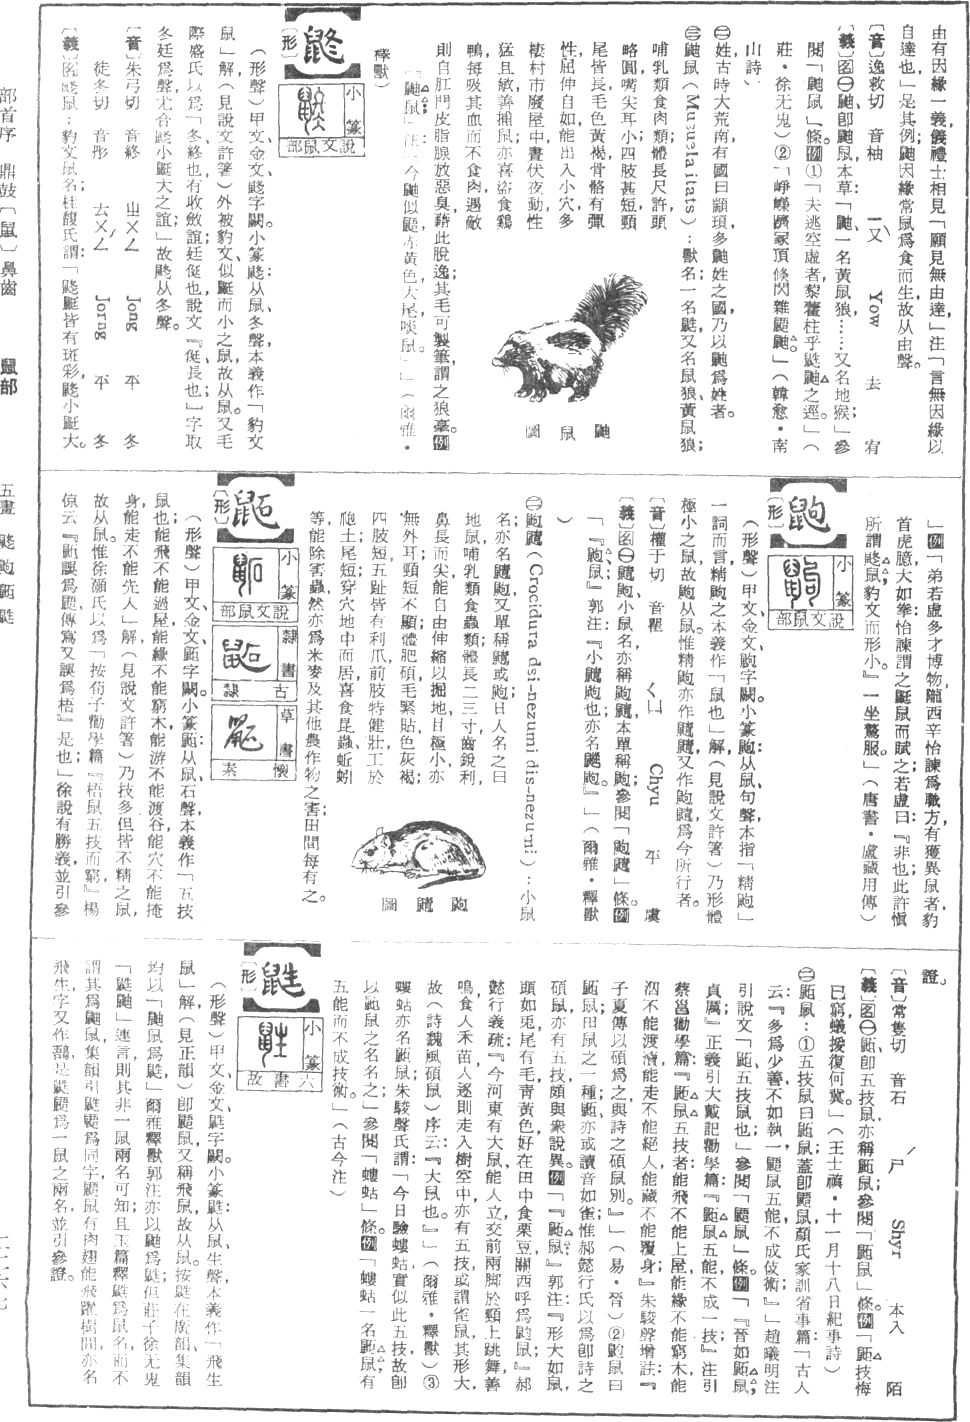 由有因緣一義儀禮士相見「願見無由達」注「言無因緣以
自達也」是其例鼬因緣常鼠爲食而生故从由聲。
〔音〕逸救切 音柚 ㄧㄡˋ Yow 去 宥
〔義〕名㊀鼬卽鼬鼠本草:「鼬一名黃鼠狼……又名地猴」參
閱「鼬鼠」條。例①「夫逃空虛者藜藿柱乎鼪鼬之逕。」(
莊・徐无鬼)②「崢嶸躋冢頂倏閃雜鼯鼬。」(韓愈・南
山詩)
㊁姓古時大荒南有國曰顓頊多鼬姓之國乃以鼬爲姓者。
㊂鼬鼠(Musuela itats):獸名;一名鼪又名鼠狼、黃鼠狼;
哺乳類食肉類體長尺許頭
略圓嘴尖耳小四肢甚短頸
尾皆長毛色黃褐骨骼有彈
性,屈伸自如能出入小穴多
棲村市廢屋中晝伏夜動性
猛且敏善捕鼠亦喜盜食鷄
鴨每吸其血而不食肉遇敵
則自肛門皮脂腺放惡臭藉此脫逸;其毛可製筆謂之狼毫。例
「『鼬鼠』注『今鼬似鼦赤黃色大尾啖鼠』」(爾雅・
釋獸)
鼬鼠圖
鼨
〔形〕
小篆
說文鼠部
(形聲)甲文、金文鼨字闕。小篆鼨:从鼠、冬聲本義作「豹文
鼠」解(見說文許箸)外被豹文似鼮而小之鼠,故从鼠。又毛
際盛氏以爲「冬終也有收斂誼;廷侹也說文『侹長也』字取
冬廷爲聲尤合鼨小鼮大之誼」故鼨从冬聲。
〔音〕朱弓切 音終 ㄓㄨㄥ Jong 平 冬
徒冬切 音彤 ㄊㄨㄥˊ Jorng 平 冬
〔義〕名鼨鼠:豹文鼠名桂馥氏謂:「鼨鼮皆有斑彩鼨小鼮大。
」例「弟若虛多才博物隴西辛怡諫爲職方有獲異鼠者豹
首虎臆大如拳怡諫謂之鼮鼠而賦之若虛曰:『非也此許愼
所謂鼨鼠豹文而形小。』一坐驚服。」(唐書・盧藏用傳)
鼩
〔形〕
小篆
說文鼠部
(形聲)甲文、金文鼩字闕。小篆鼩:从鼠、句聲本指「精鼩」
一詞而言精鼩之本義作「鼠也」解(見說文許箸)乃形體
極小之鼠故鼩从鼠。惟精鼩亦作鼱鼩,又作鼩鼱爲今所行者。
〔音〕權于切 音瞿 ㄑㄩˊ Chyu 平 虞
〔義〕名㊀鼱鼩小鼠名亦稱鼩鼱本單稱鼩參閱「鼩鼱」條。例
「『鼩鼠』郭注『小鼱鼩也亦名䶅鼩。』」(爾雅・釋獸
)
㊁鼩鼱(Crocidura dsi-nezumi dis-nezumi):小鼠
名;亦名鼱鼩又單稱鼱或鼩;日人名之曰
地鼠哺乳類食蟲類體長二三寸齒銳利
鼻長而尖能自由伸縮以掘地;目極小亦
無外耳頸短不顯體肥碩毛緊貼色灰褐
四肢短五趾皆有利爪前肢特健壯工於
爬土尾短穿穴地中而居喜食昆蟲蚯蚓
等能除害蟲然亦爲米麥及其他農作物之害田間每有之。
鼩鼱圖
鼫
〔形〕
小篆
說文鼠部
隸書
古隸
草書
懷素
(形聲)甲文、金文鼫字闕。小篆鼫:从鼠、石聲本義作「五技
鼠也能飛不能過屋能緣不能窮木能游不能渡谷能穴不能掩
身能走不能先人」解(見說文許箸)乃技多但皆不精之鼠,
故从鼠。惟徐灝氏以爲「按荀子勸學篇『梧鼠五技而窮』楊
倞云『鼫誤爲鼯傳寫又誤爲梧』是也」徐說有勝義並引參
證。
〔音〕常隻切 音石 ㄕˊ Shyr 本入 陌
〔義〕名㊀鼫卽五技鼠亦稱鼫鼠參閱「鼫鼠」條。例「鼫技悔
已窮蟻援復何冀」(王士禎・十一月十八日紀事詩)
㊁鼫鼠:①五技鼠曰鼫鼠;蓋卽鼯鼠顏氏家訓省事篇「古人
云『多爲少善不如執一鼯鼠五能不成伎術』」趙曦明注
引說文「鼫五技鼠也」參閱「鼯鼠」條。例「『晉如鼫鼠,
貞厲』正義引大戴記勸學篇:『鼫鼠五能不成一技』注引
蔡邕勸學篇『鼫鼠五技者能飛不能上屋能緣不能窮木能
泅不能渡瀆能走不能絕人能藏不能覆身』朱駿聲增註:『
子夏傳以碩爲之與詩之碩鼠別。』」(易・晉)②鼩鼠曰
鼫鼠田鼠之一種;鼫亦或讀音如雀;惟郝懿行氏以爲卽詩之
碩鼠亦有五技頗與衆說異。例「『鼫鼠』郭注:『形大如鼠,
頭如兎尾有毛靑黃色好在田中食粟豆關西呼爲鼩鼠』郝
懿行義疏『今河東有大鼠能人立交前兩脚於頸上跳舞善
鳴食人禾苗人逐則走入樹空中亦有五技或謂雀鼠其形大,
故(詩魏風碩鼠)序云:『大鼠也。』」(爾雅・釋獸)③
螻蛄亦名鼫鼠朱駿聲氏謂:「今日驗螻蛄實似此五技故卽
以鼫鼠之名名之」參閱「螻蛄」條。例「螻蛄一名鼫鼠有
五能而不成技術。」(古今注)
鼪
〔形〕
小篆
六書故
(形聲)甲文、金文鼪字闕。小篆鼪:从鼠、生聲本義作「飛生
鼠」解(見正韻)卽鼯鼠又稱飛鼠故从鼠。按鼪在廣韻、集韻
均以「鼬鼠爲鼪」爾雅釋獸郭注亦以鼬爲鼪但莊子徐无鬼
「鼪鼬」連言則其非一鼠兩名可知且玉篇釋鼪爲鼠名而不
謂其爲鼬鼠集韻引鼪鼯爲同字鼯鼠有肉翅能飛躍樹間亦名
飛生字又作鸓是鼪鼯爲一鼠之兩名並引參證。
部首序 鼎鼓〔鼠〕鼻齒 鼠部 五畫 鼨鼩鼫鼪 二二六七